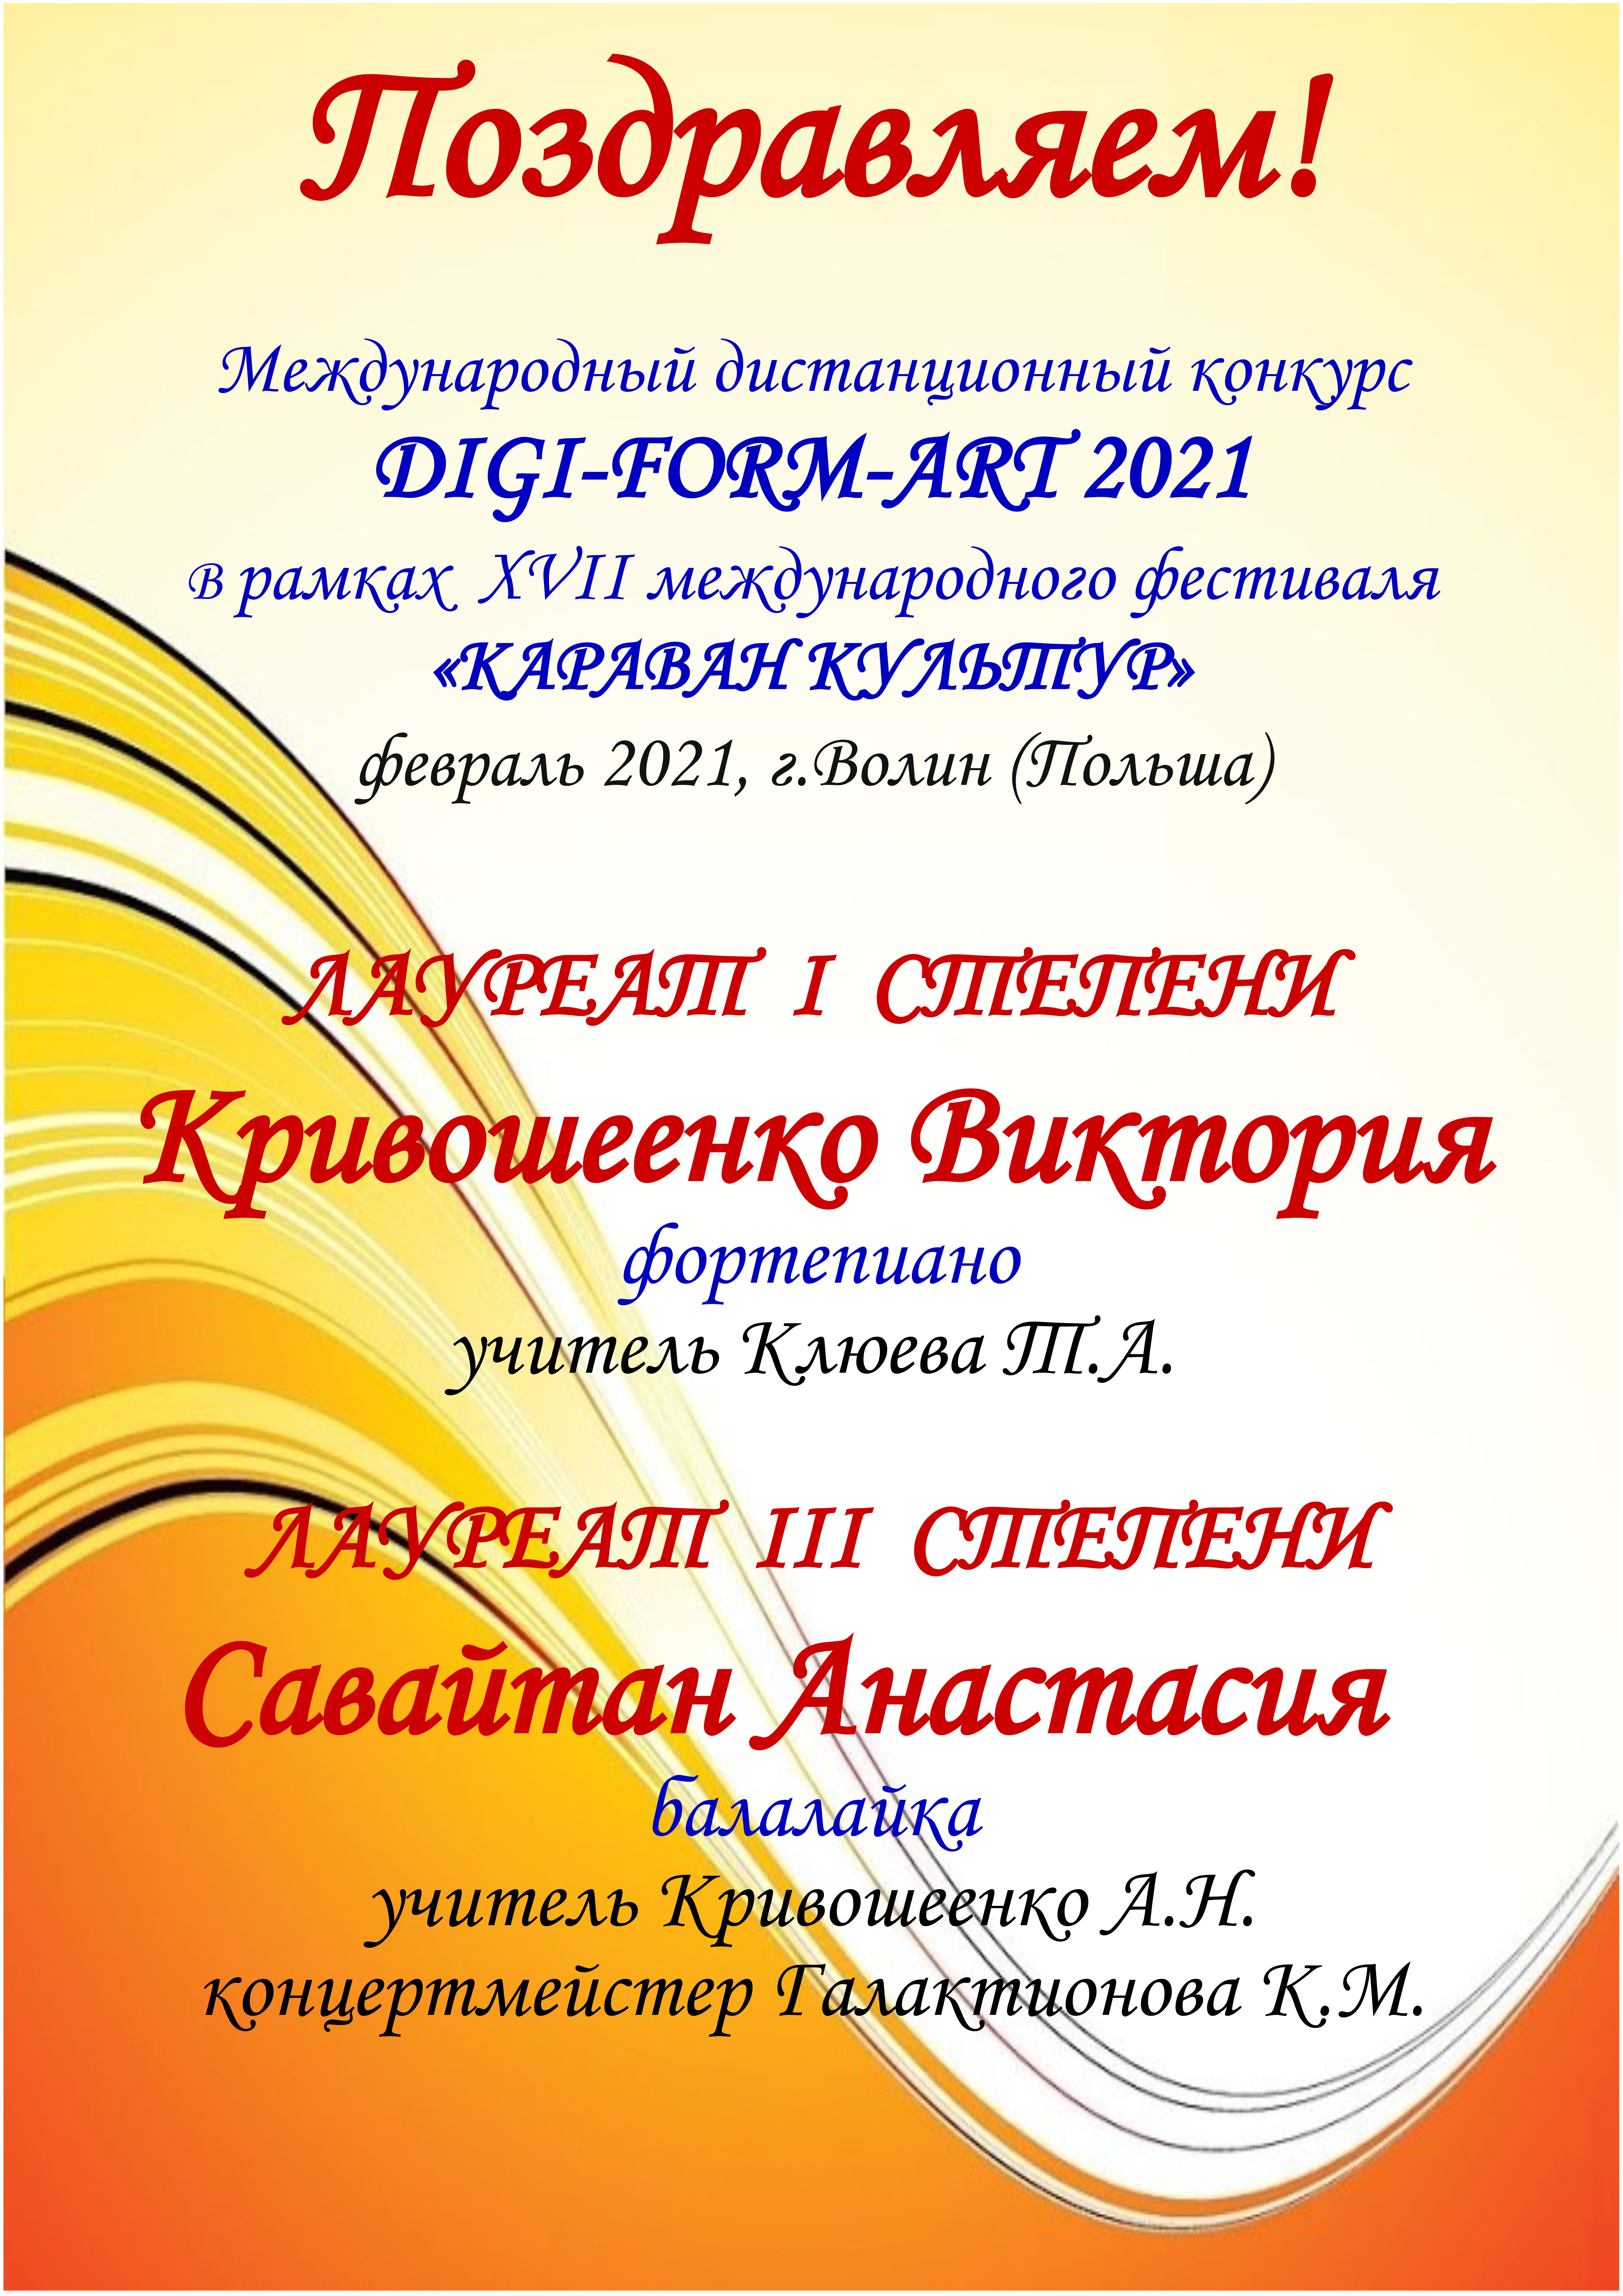 Поздравляем!
Международный дистанционный конкурс
DIGI-FORM-ART 2021
В рамках XVII международного фестиваля
«КАРАВАН КУЛЬТУР»
февраль 2021, г.Волин (Польша)
ЛАУРЕАТ I СТЕПЕНИ
Кривошеенко Виктория
фортепиано
учитель Клюева Т.А.
ЛАУРЕАТ III СТЕПЕНИ
Савайтан Анастасия
балалайка
учитель Кривошеенко А.Н.
концертмейстер Галактионова К.М.